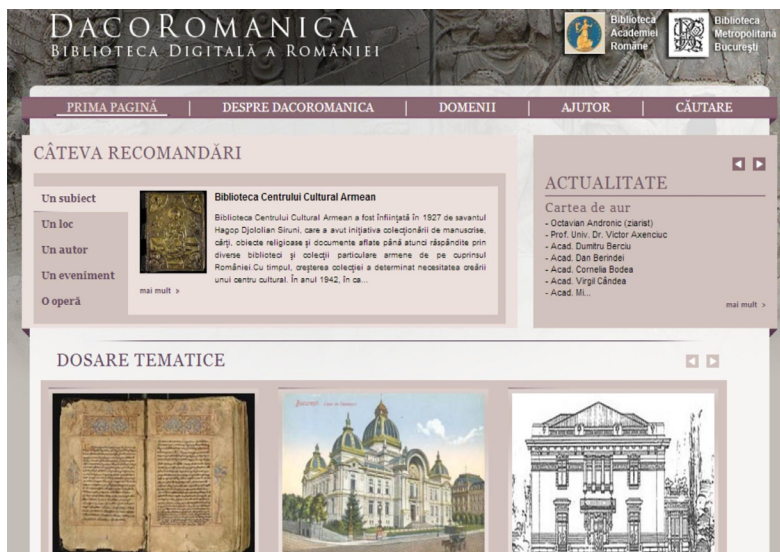 DACOROMANICA
BIBLIOTECA DIGITALĂ A ROMÂNIEI
Biblioteca
Academiei
Române
Biblioteca
Metropolitană
București
PRIMA PAGINĂ | DESPRE DACOROMANICA | DOMENII | AJUTOR | CĂUTARE
CÂTEVA RECOMANDĂRI
Un subiect
Un loc
Un autor
Un eveniment
O operă
Biblioteca Centrului Cultural Armean
Biblioteca Centrului Cultural Armean a fost înființată în 1927 de savantul
Hagop Djololian Siruni, care a avut inițiativa colecționării de manuscrise,
cărți, obiecte religioase și documente aflate până atunci răspândite prin
diverse biblioteci și colecții particulare armene de pe cuprinsul
României.Cu timpul, creșterea colecției a determinat necesitatea creării
unui centru cultural. În anul 1942, în ca...
mai mult >
ACTUALITATE
Cartea de aur
- Octavian Andronic (ziarist)
- Prof. Univ. Dr. Victor Axenciuc
- Acad. Dumitru Berciu
- Acad. Dan Berindei
- Acad. Cornelia Bodea
- Acad. Virgil Cândea
- Acad. Mi...
mai mult >
DOSARE TEMATICE
București